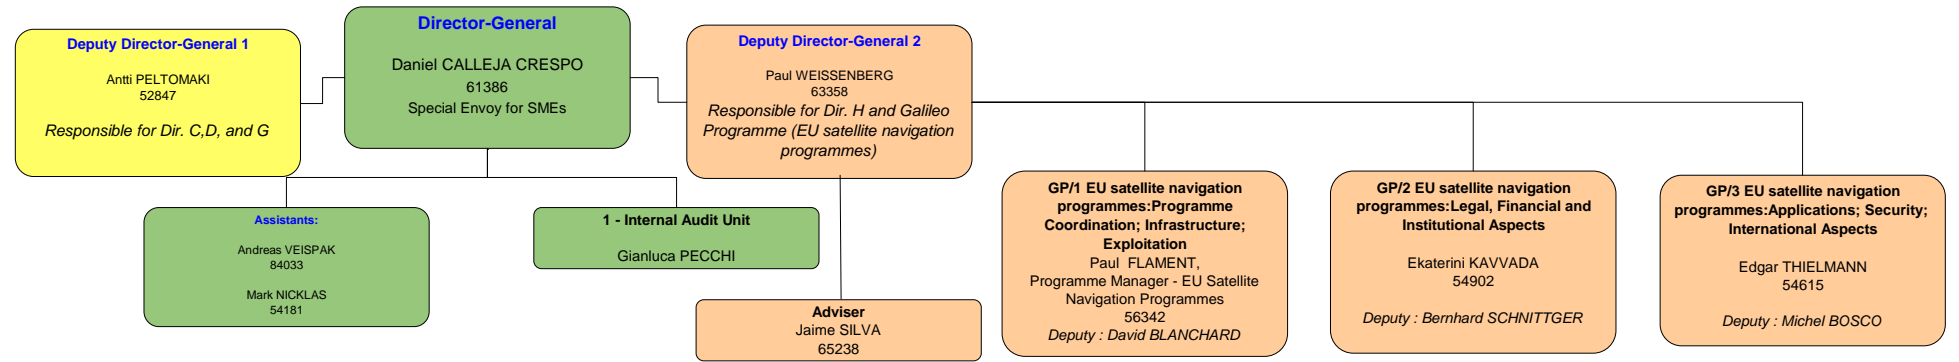 Deputy Director-General 1
Antti PELTOMAKI
52847
Responsible for Dir. C,D, and G
Director-General
Daniel CALLEJA CRESPO
61386
Special Envoy for SMEs
Deputy Director-General 2
Paul WEISSENBERG
63358
Responsible for Dir. H and Galileo
Programme (EU satellite navigation
programmes)
Assistants:
Andreas VEISPAK
84033
Mark NICKLAS
54181
1 - Internal Audit Unit
Gianluca PECCHI
Adviser
Jaime SILVA
65238
GP/1 EU satellite navigation
programmes:Programme
Coordination; Infrastructure;
Exploitation
Paul FLAMENT,
Programme Manager - EU Satellite
Navigation Programmes
56342
Deputy : David BLANCHARD
GP/2 EU satellite navigation
programmes:Legal, Financial and
Institutional Aspects
Ekaterini KAVVADA
54902
Deputy : Bernhard SCHNITTGER
GP/3 EU satellite navigation
programmes:Applications; Security;
International Aspects
Edgar THIELMANN
54615
Deputy : Michel BOSCO